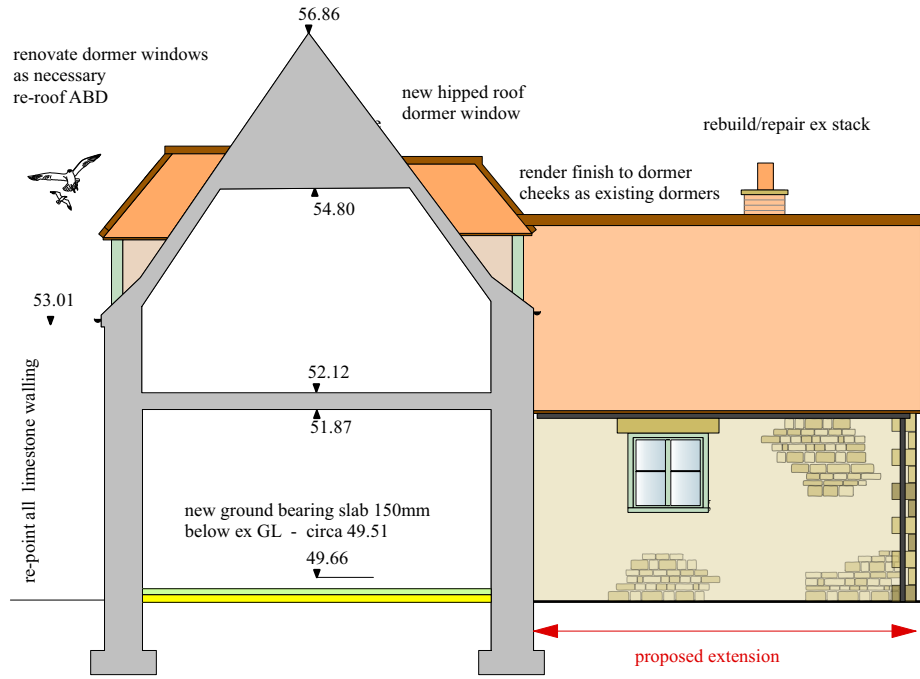 56.86
renovate dormer windows
as necessary
re-roof ABD
new hipped roof
dormer window
rebuild/repair ex stack
render finish to dormer
cheeks as existing dormers
54.80
53.01
52.12
51.87
re-point all limestone walling
new ground bearing slab 150mm
below ex GL - circa 49.51
49.66
proposed extension